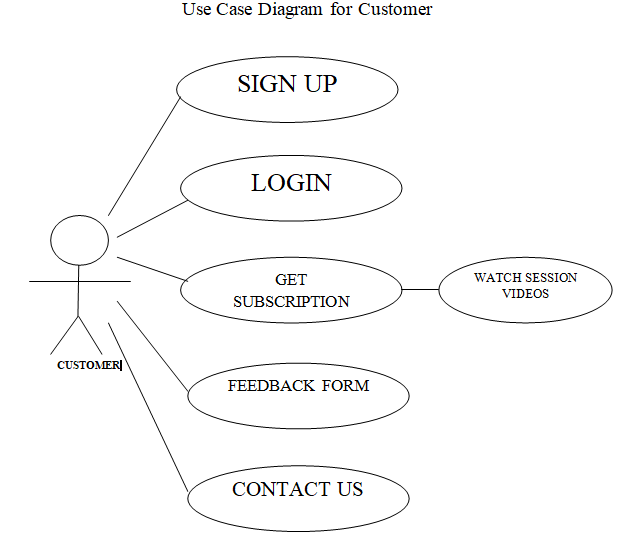 Use Case Diagram for Customer
SIGN UP
LOGIN
GET
SUBSCRIPTION
WATCH SESSION
VIDEOS
CUSTOMER
FEEDBACK FORM
CONTACT US